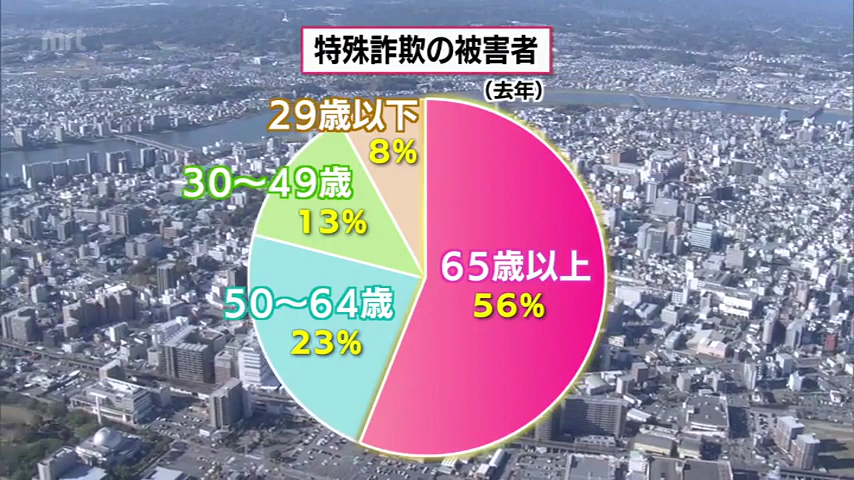 mrt
特殊詐欺の被害者
（去年）
29歳以下
8%
30～49歳
13%
65歳以上
56%
50～64歳
23%